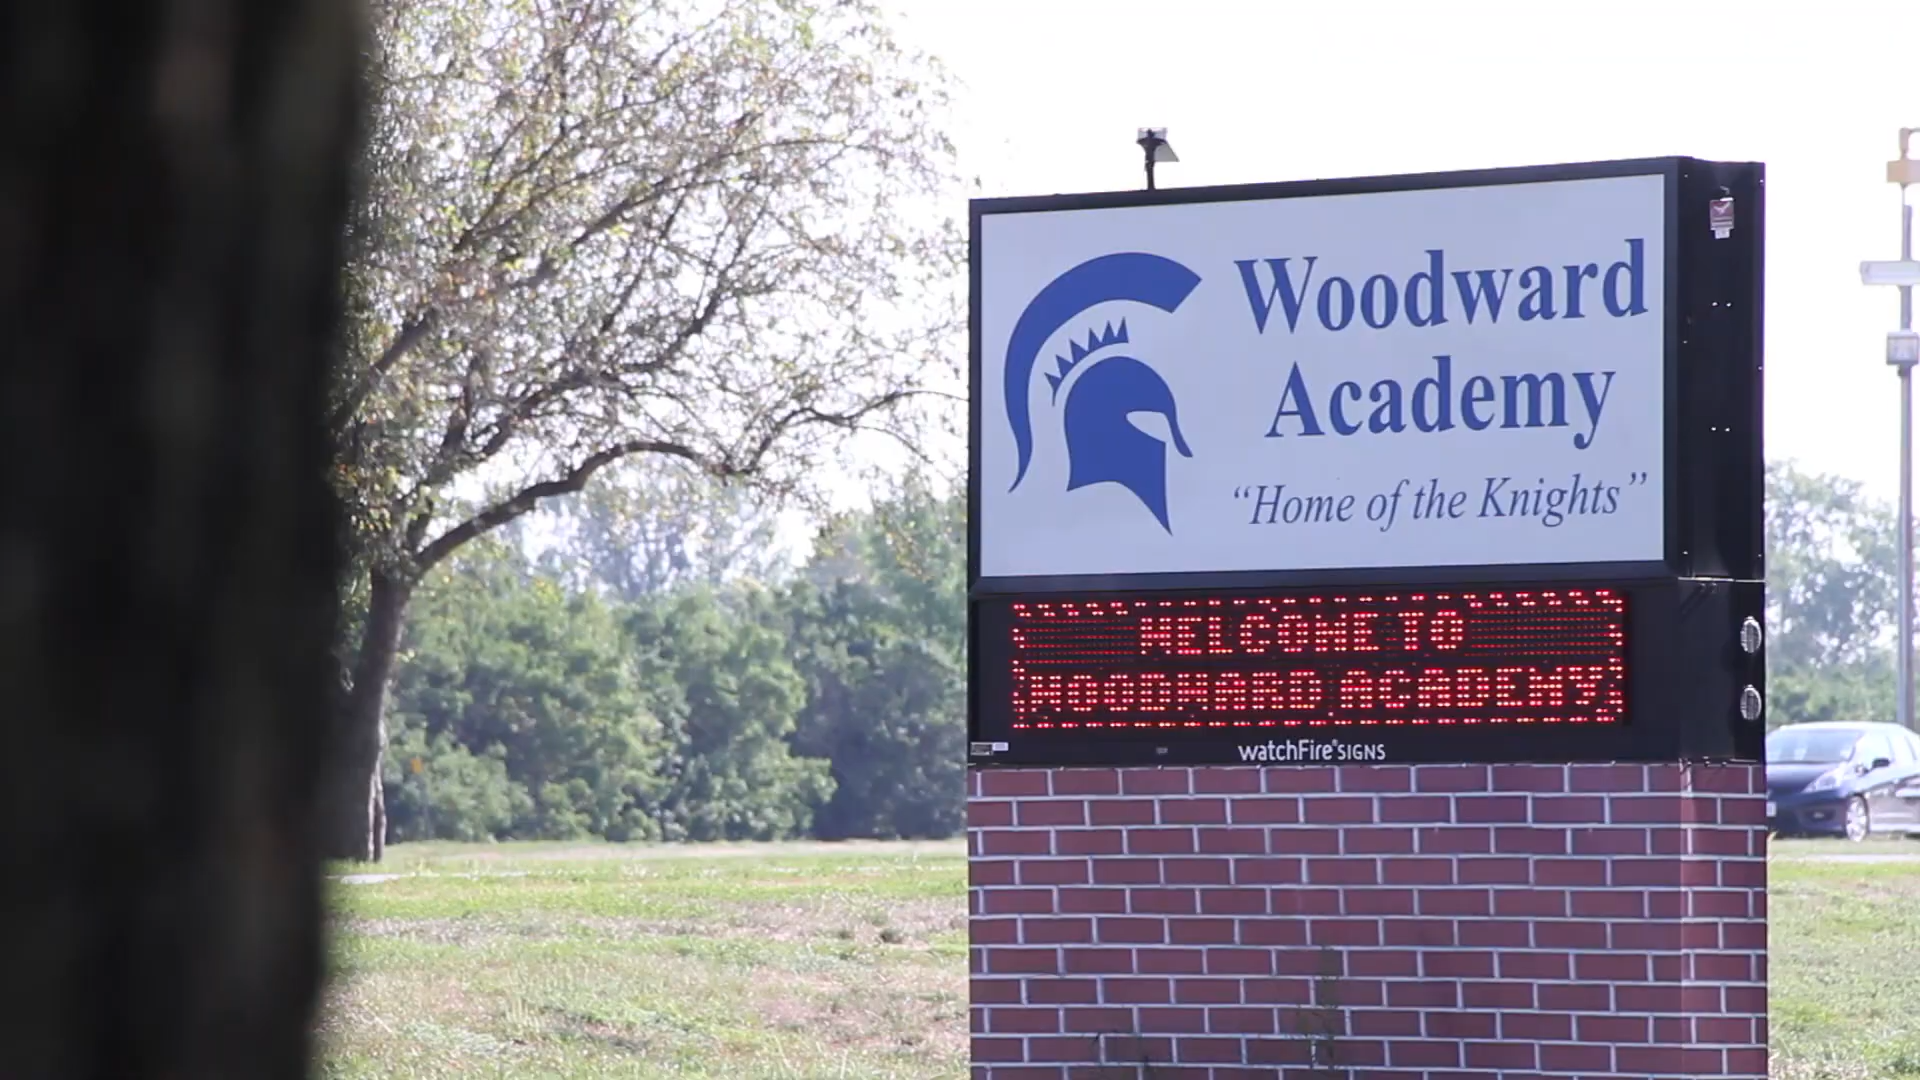 Woodward
Academy
“Home of the Knights”
WELCOME TO
WOODWARD ACADEMY
watchFire® SIGNS